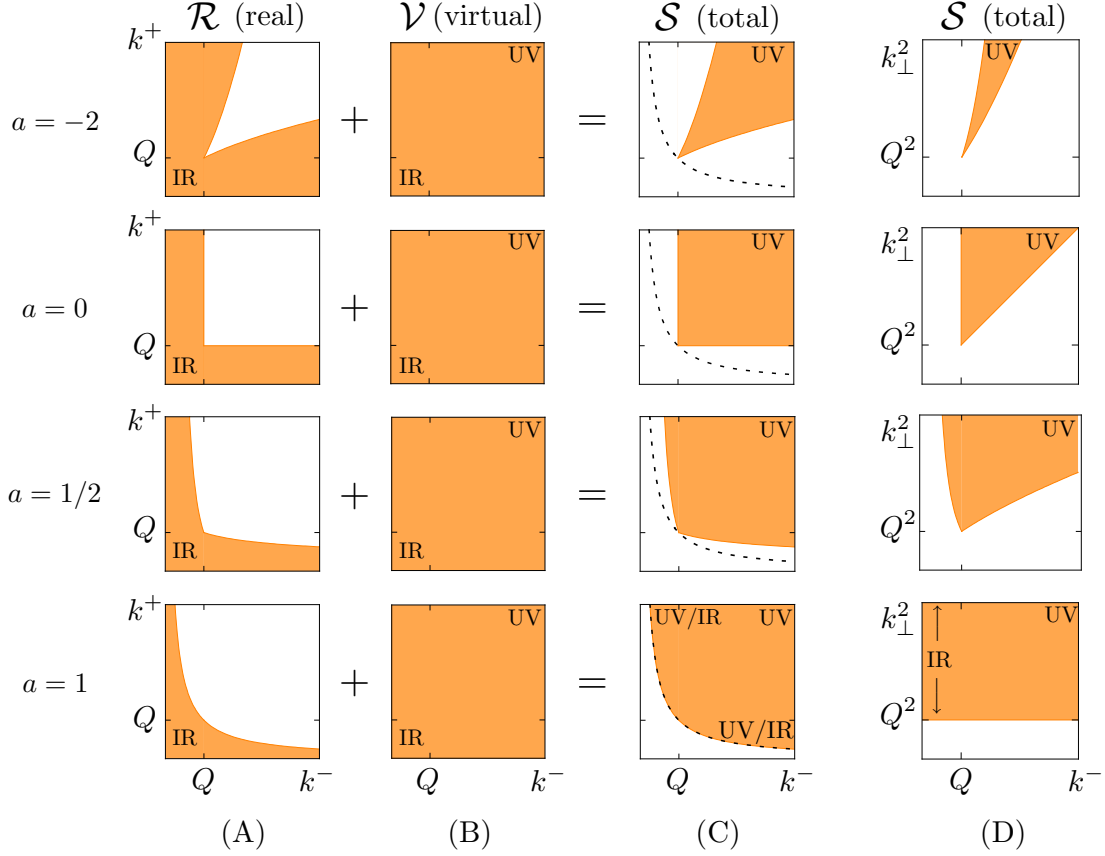 R (real) V (virtual) S (total) S (total)
k⁺ UV UV k⊥² UV
a = −2 + =
Q Q²
IR IR
k⁺ UV UV k⊥² UV
a = 0 + =
Q Q²
IR IR
k⁺ UV UV k⊥² UV
a = 1/2 + =
Q Q²
IR IR
k⁺ UV UV/IR UV k⊥² UV
a = 1 + = IR
Q UV/IR Q²
IR IR
Q Q k⁻ Q k⁻
(A) (B) (C) (D)